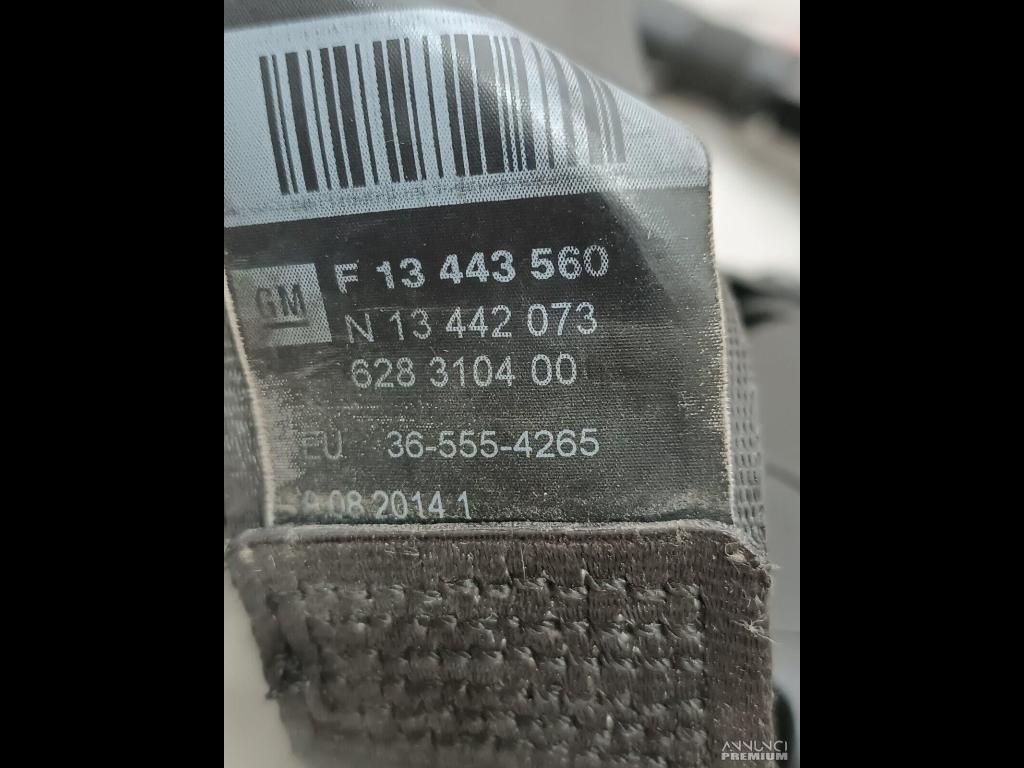 GM
F 13 443 560
N 13 442 073
628 3104 00
EU 36-555-4265
08 2014 1
ANNUNCI
PREMIUM